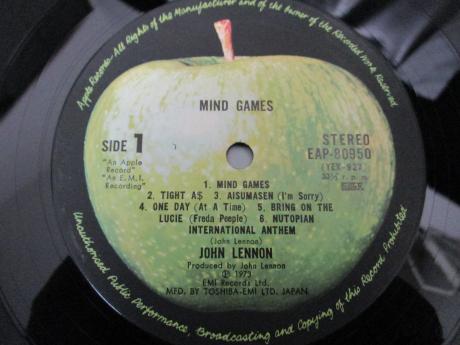 Apple Records-All Rights of the Manufacturer and of the Owner of the Recorded Work Reserved
MIND GAMES
SIDE 1
STEREO
EAP-80950
(YEX-927)
33⅓ r.p.m.
"An Apple
Record"
"An E.M.I.
Recording"
1. MIND GAMES
2. TIGHT A$ 3. AISUMASEN (I'm Sorry)
4. ONE DAY (At A Time) 5. BRING ON THE
LUCIE (Freda Peeple) 6. NUTOPIAN
INTERNATIONAL ANTHEM
(John Lennon)
JOHN LENNON
Produced by John Lennon
Ⓟ 1973
EMI Records Ltd.
MFD. BY TOSHIBA-EMI LTD. JAPAN.
Unauthorised Public Performance, Broadcasting and Copying of this Record Prohibited